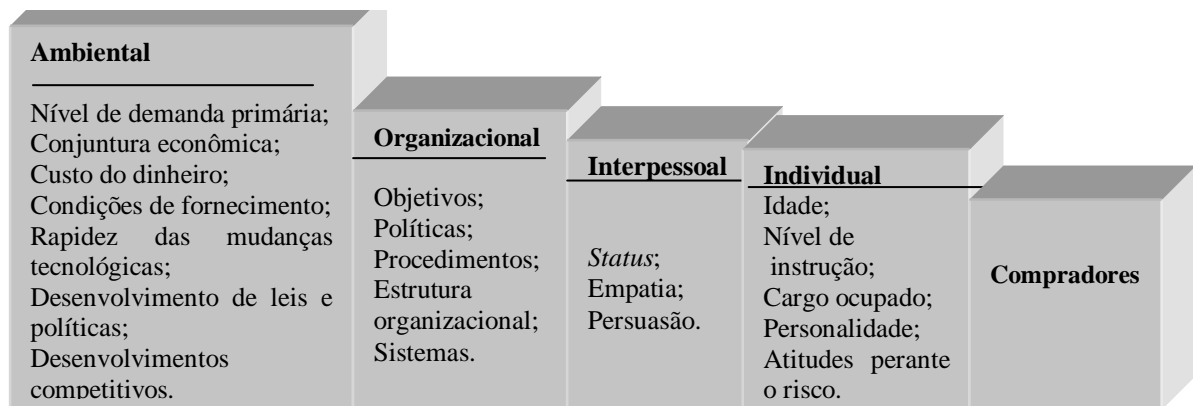 Ambiental
Nível de demanda primária;
Conjuntura econômica;
Custo do dinheiro;
Condições de fornecimento;
Rapidez das mudanças
tecnológicas;
Desenvolvimento de leis e
políticas;
Desenvolvimentos
competitivos.
Organizacional
Objetivos;
Políticas;
Procedimentos;
Estrutura
organizacional;
Sistemas.
Interpessoal
Status;
Empatia;
Persuasão.
Individual
Idade;
Nível de
instrução;
Cargo ocupado;
Personalidade;
Atitudes perante
o risco.
Compradores